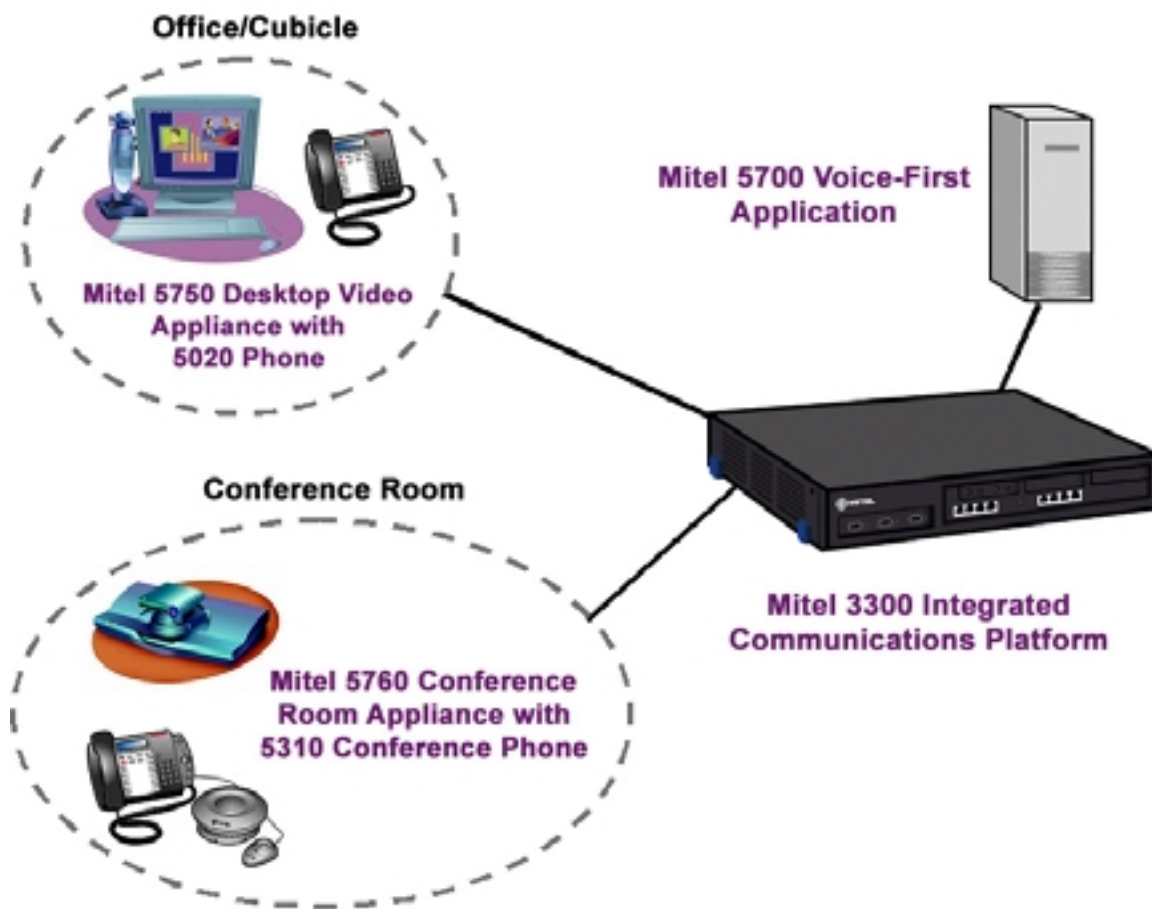 Office/Cubicle
Mitel 5750 Desktop Video
Appliance with
5020 Phone
Mitel 5700 Voice-First
Application
Conference Room
Mitel 5760 Conference
Room Appliance with
5310 Conference Phone
MITEL
Mitel 3300 Integrated
Communications Platform